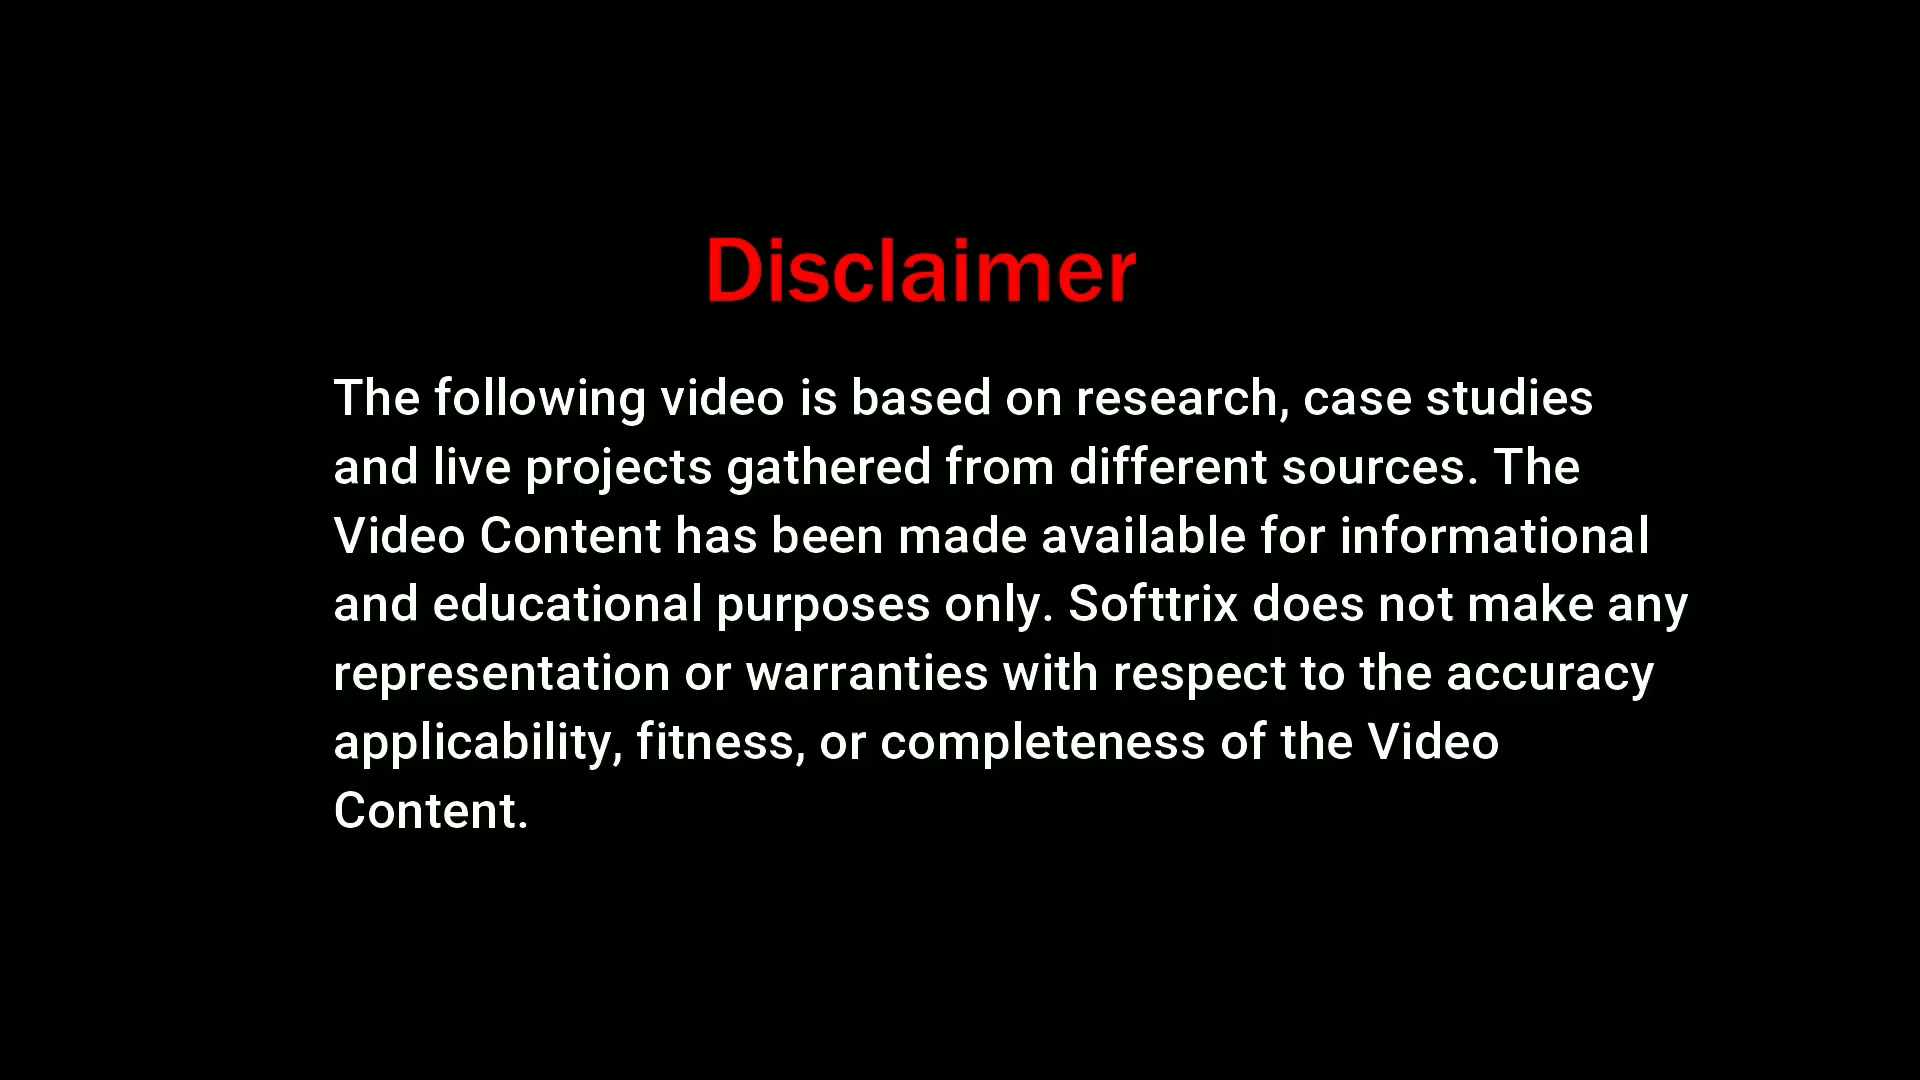 Disclaimer
The following video is based on research, case studies
and live projects gathered from different sources. The
Video Content has been made available for informational
and educational purposes only. Softtrix does not make any
representation or warranties with respect to the accuracy
applicability, fitness, or completeness of the Video
Content.